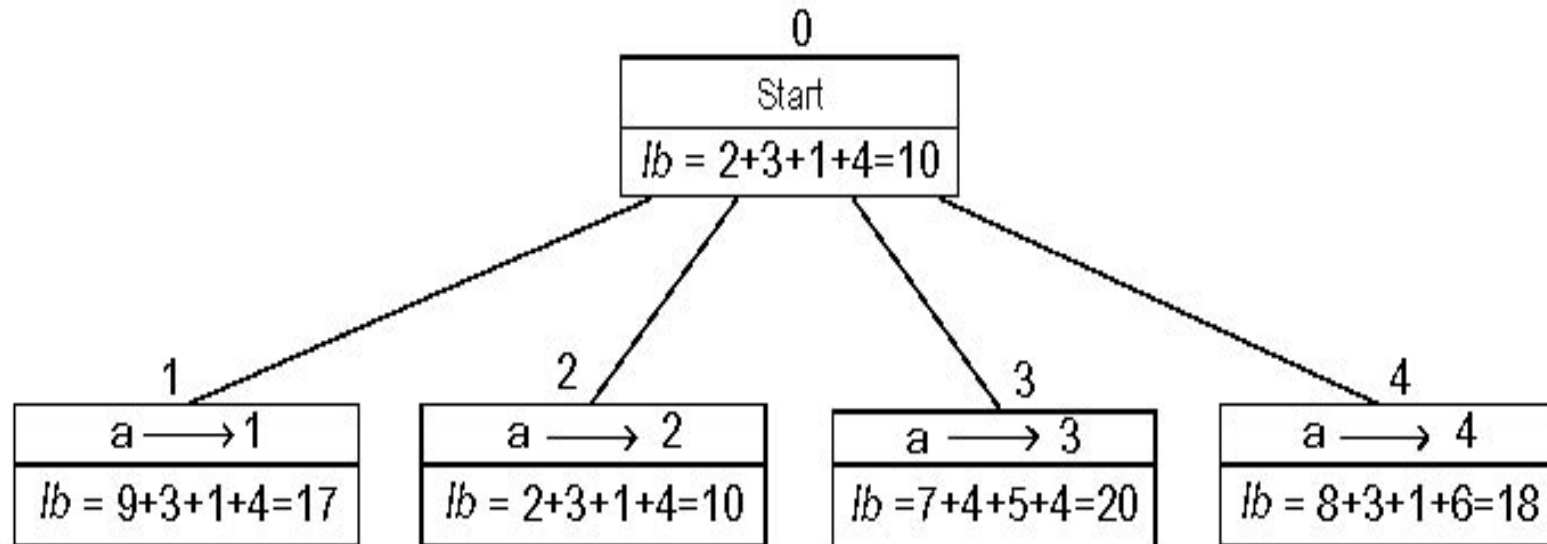 0
Start
lb = 2+3+1+4=10
1
2
3
4
a ⟶ 1
a ⟶ 2
a ⟶ 3
a ⟶ 4
lb = 9+3+1+4=17
lb = 2+3+1+4=10
lb =7+4+5+4=20
lb = 8+3+1+6=18